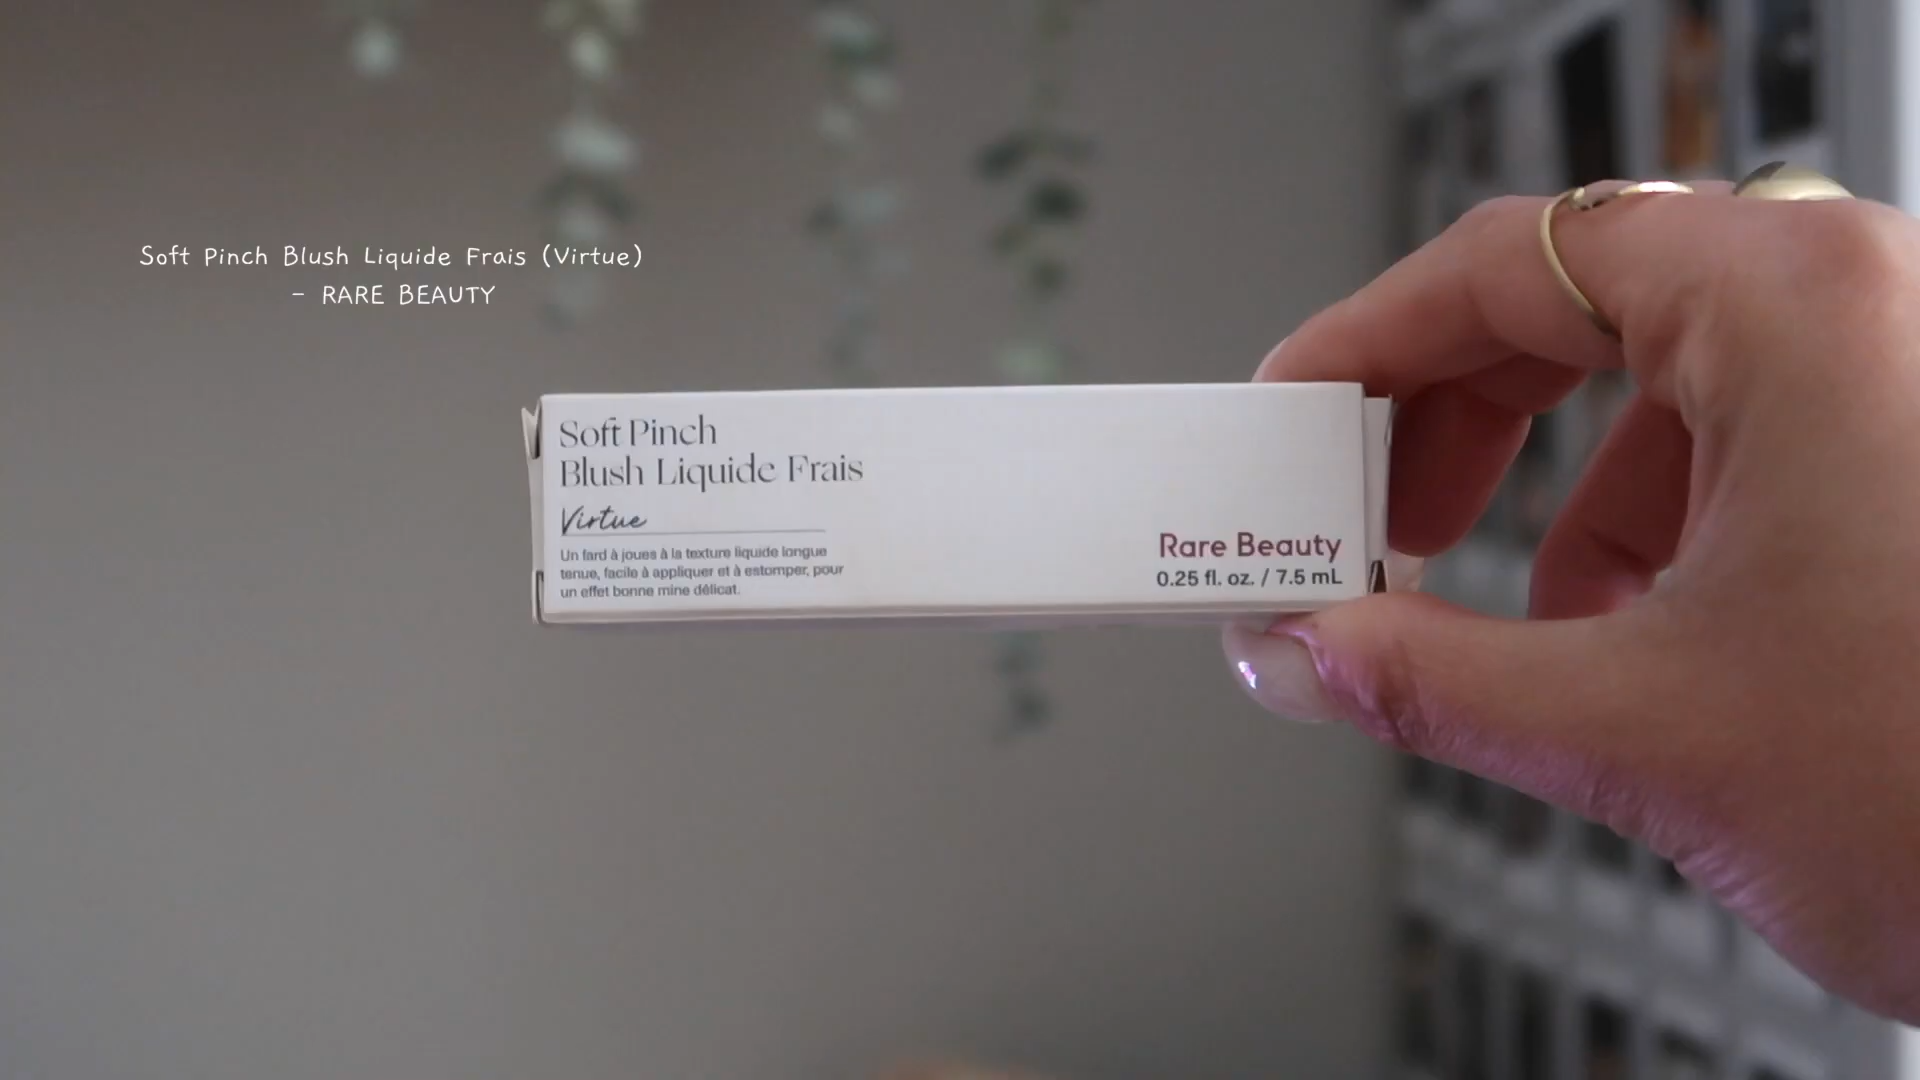 Soft Pinch Blush Liquide Frais (Virtue)
- RARE BEAUTY
Soft Pinch
Blush Liquide Frais
Virtue
Un fard à joues à la texture liquide longue
tenue, facile à appliquer et à estomper, pour
un effet bonne mine délicat.
Rare Beauty
0.25 fl. oz. / 7.5 mL